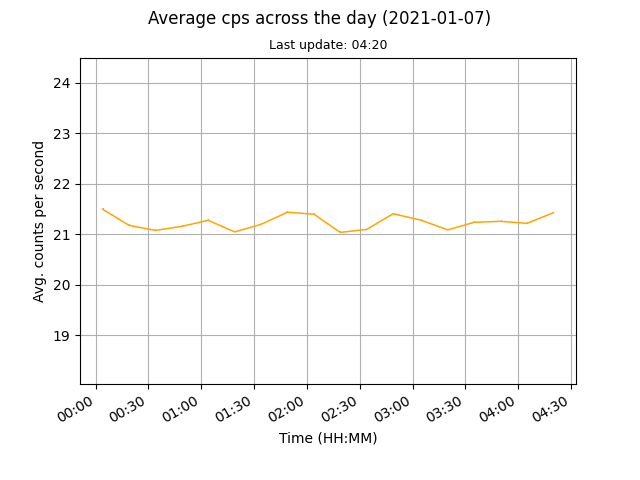 Average cps across the day (2021-01-07)
Last update: 04:20
24
23
22
21
20
19
Avg. counts per second
00:00 00:30 01:00 01:30 02:00 02:30 03:00 03:30 04:00 04:30
Time (HH:MM)